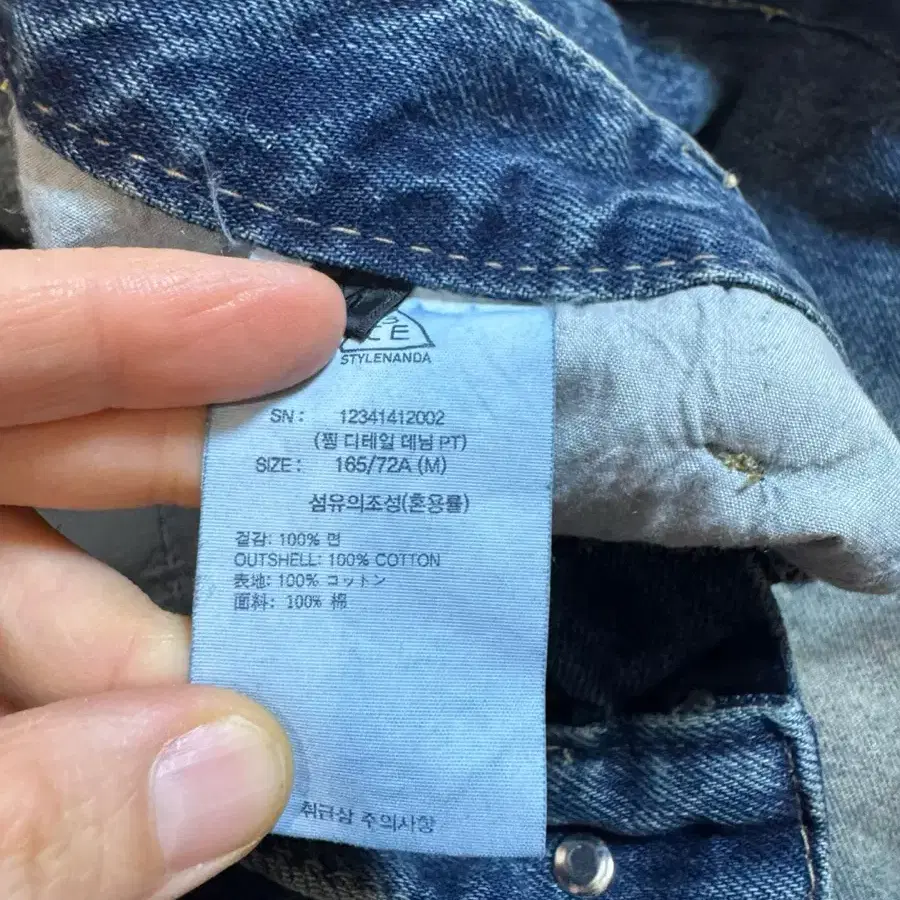 CE
STYLENANDA
SN: 12341412002
(찡 디테일 데님 PT)
SIZE: 165/72A (M)
섬유의조성(혼용률)
겉감: 100% 면
OUTSHELL: 100% COTTON
表地: 100% コットン
面料: 100% 棉
취급상 주의사항